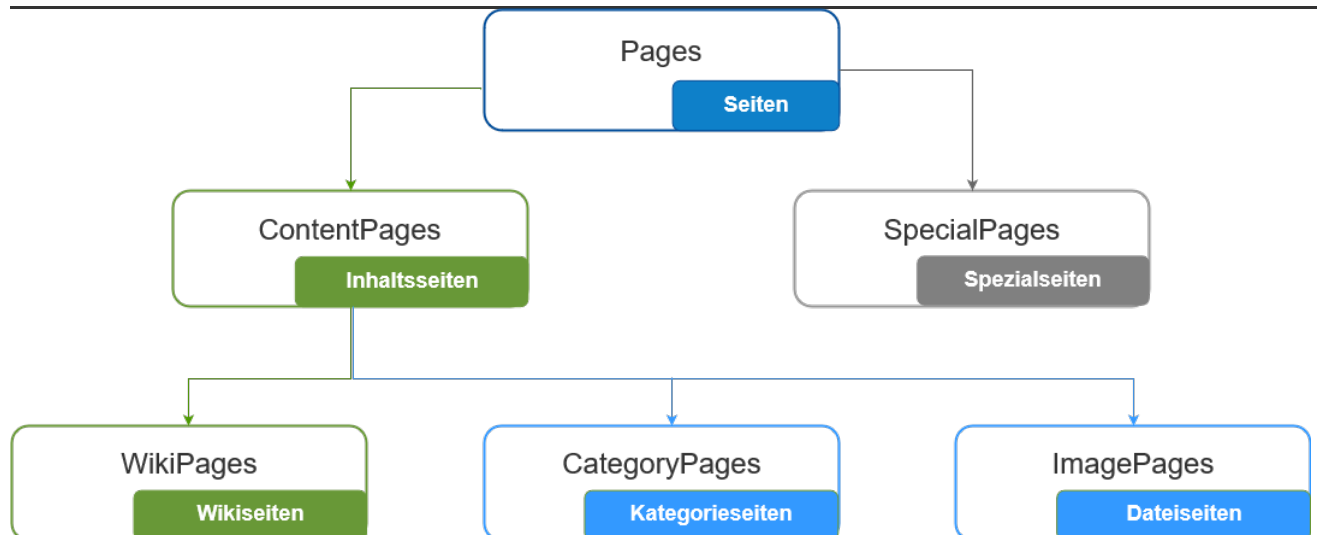 Pages
Seiten
ContentPages
Inhaltsseiten
SpecialPages
Spezialseiten
WikiPages
Wikiseiten
CategoryPages
Kategorieseiten
ImagePages
Dateiseiten